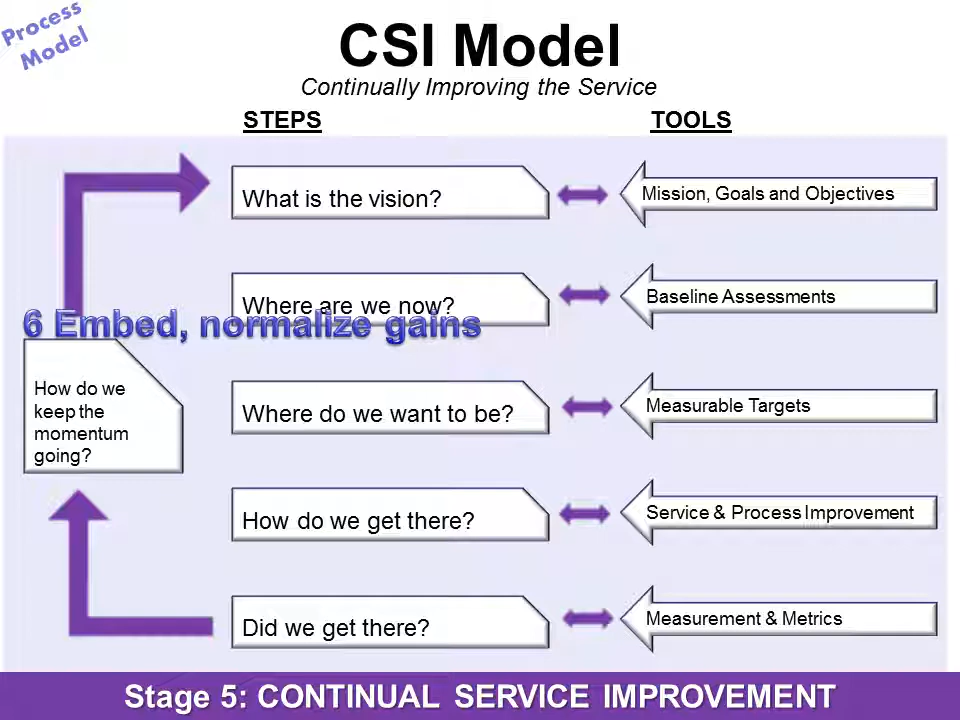 Process
Model
CSI Model
Continually Improving the Service
STEPS
TOOLS
What is the vision?
Mission, Goals and Objectives
Where are we now?
Baseline Assessments
6 Embed, normalize gains
How do we
keep the
momentum
going?
Where do we want to be?
Measurable Targets
How do we get there?
Service & Process Improvement
Did we get there?
Measurement & Metrics
Stage 5: CONTINUAL SERVICE IMPROVEMENT